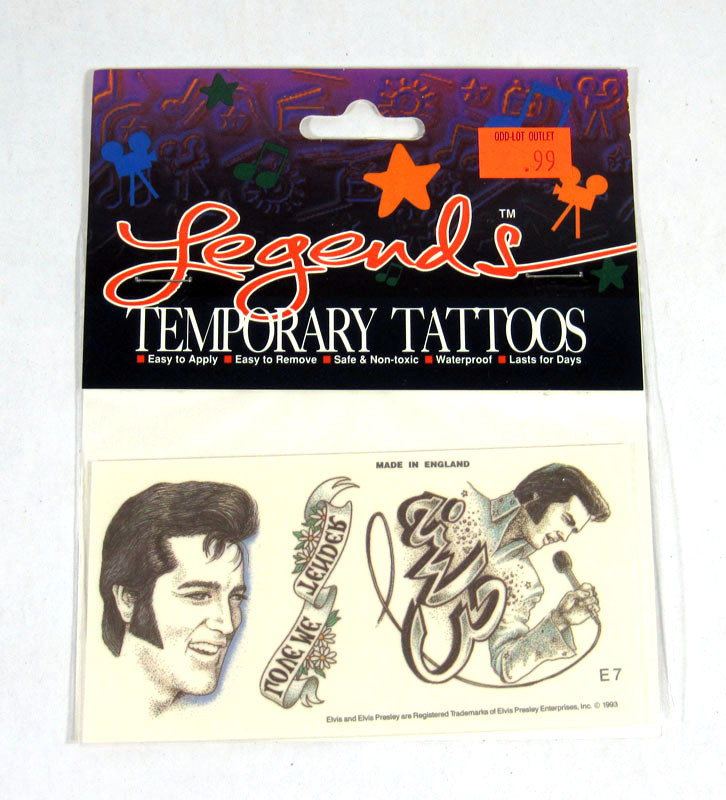 ODD-LOT OUTLET
.99
Legends™
TEMPORARY TATTOOS
Easy to Apply Easy to Remove Safe & Non-toxic Waterproof Lasts for Days
MADE IN ENGLAND
LOVE ME TENDER
Elvis
E7
Elvis and Elvis Presley are Registered Trademarks of Elvis Presley Enterprises, Inc. © 1993